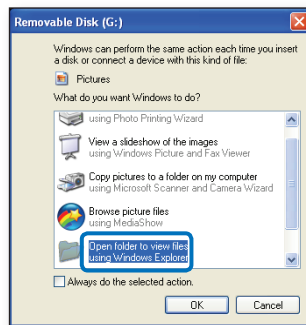 Removable Disk (G:)
Windows can perform the same action each time you insert
a disk or connect a device with this kind of file:
Pictures
What do you want Windows to do?
using Photo Printing Wizard
View a slideshow of the images
using Windows Picture and Fax Viewer
Copy pictures to a folder on my computer
using Microsoft Scanner and Camera Wizard
Browse picture files
using MediaShow
Open folder to view files
using Windows Explorer
Always do the selected action.
OK
Cancel